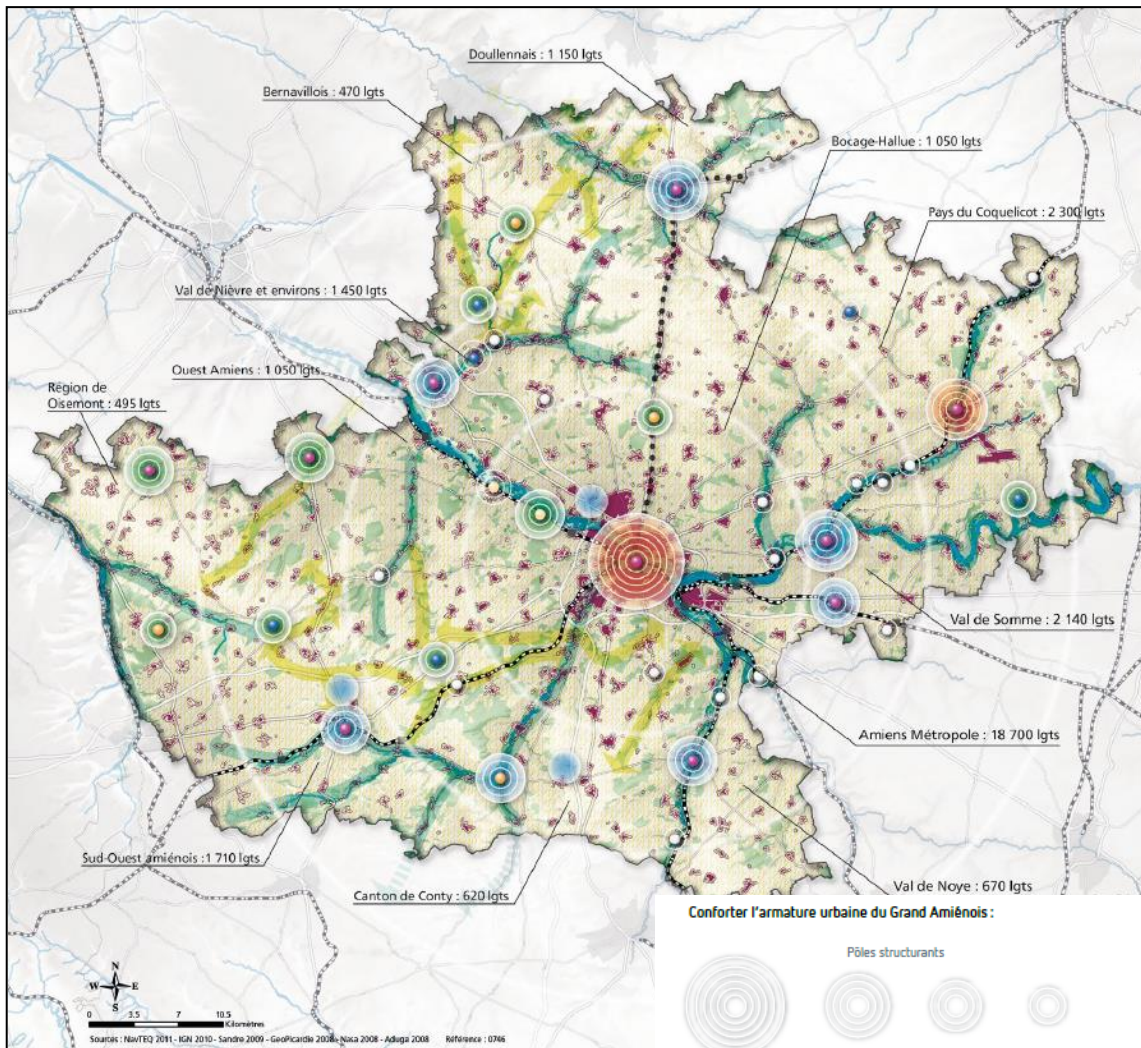 Doullennais : 1 150 lgts
Bernavillois : 470 lgts
Bocage-Hallue : 1 050 lgts
Pays du Coquelicot : 2 300 lgts
Val de Nièvre et environs : 1 450 lgts
Ouest Amiens : 1 050 lgts
Région de
Oisemont : 495 lgts
Val de Somme : 2 140 lgts
Amiens Métropole : 18 700 lgts
Sud-Ouest amiénois : 1 710 lgts
Canton de Conty : 620 lgts
Val de Noye : 670 lgts
Conforter l'armature urbaine du Grand Amiénois :
Pôles structurants
N
W E
S
0 3.5 7 10.5
Kilomètres
Sources : NavTEQ 2011 - IGN 2010 - Sandre 2009 - GeoPicardie 2008 - Nasa 2008 - Aduga 2008 Référence : 0746